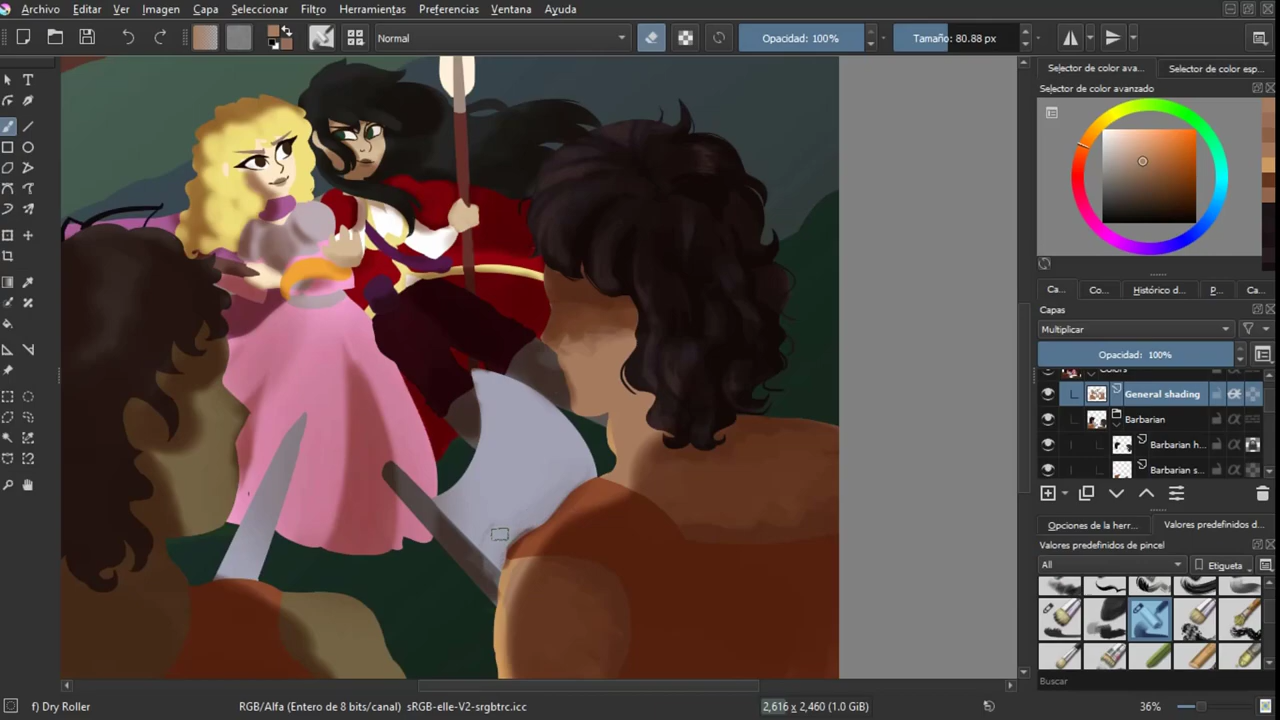 Archivo Editar Ver Imagen Capa Seleccionar Filtro Herramientas Preferencias Ventana Ayuda
Normal Opacidad: 100% Tamaño: 80.88 px
Selector de color ava... Selector de color esp...
Selector de color avanzado
Ca... Co... Histórico d... P... Ca...
Capas
Multiplicar
Opacidad: 100%
Colors
General shading
Barbarian
Barbarian h...
Barbarian s...
Opciones de la herr... Valores predefinidos d...
Valores predefinidos de pincel
All Etiqueta
Buscar
f) Dry Roller RGB/Alfa (Entero de 8 bits/canal) sRGB-elle-V2-srgbtrc.icc 2,616 x 2,460 (1.0 GiB) 36%